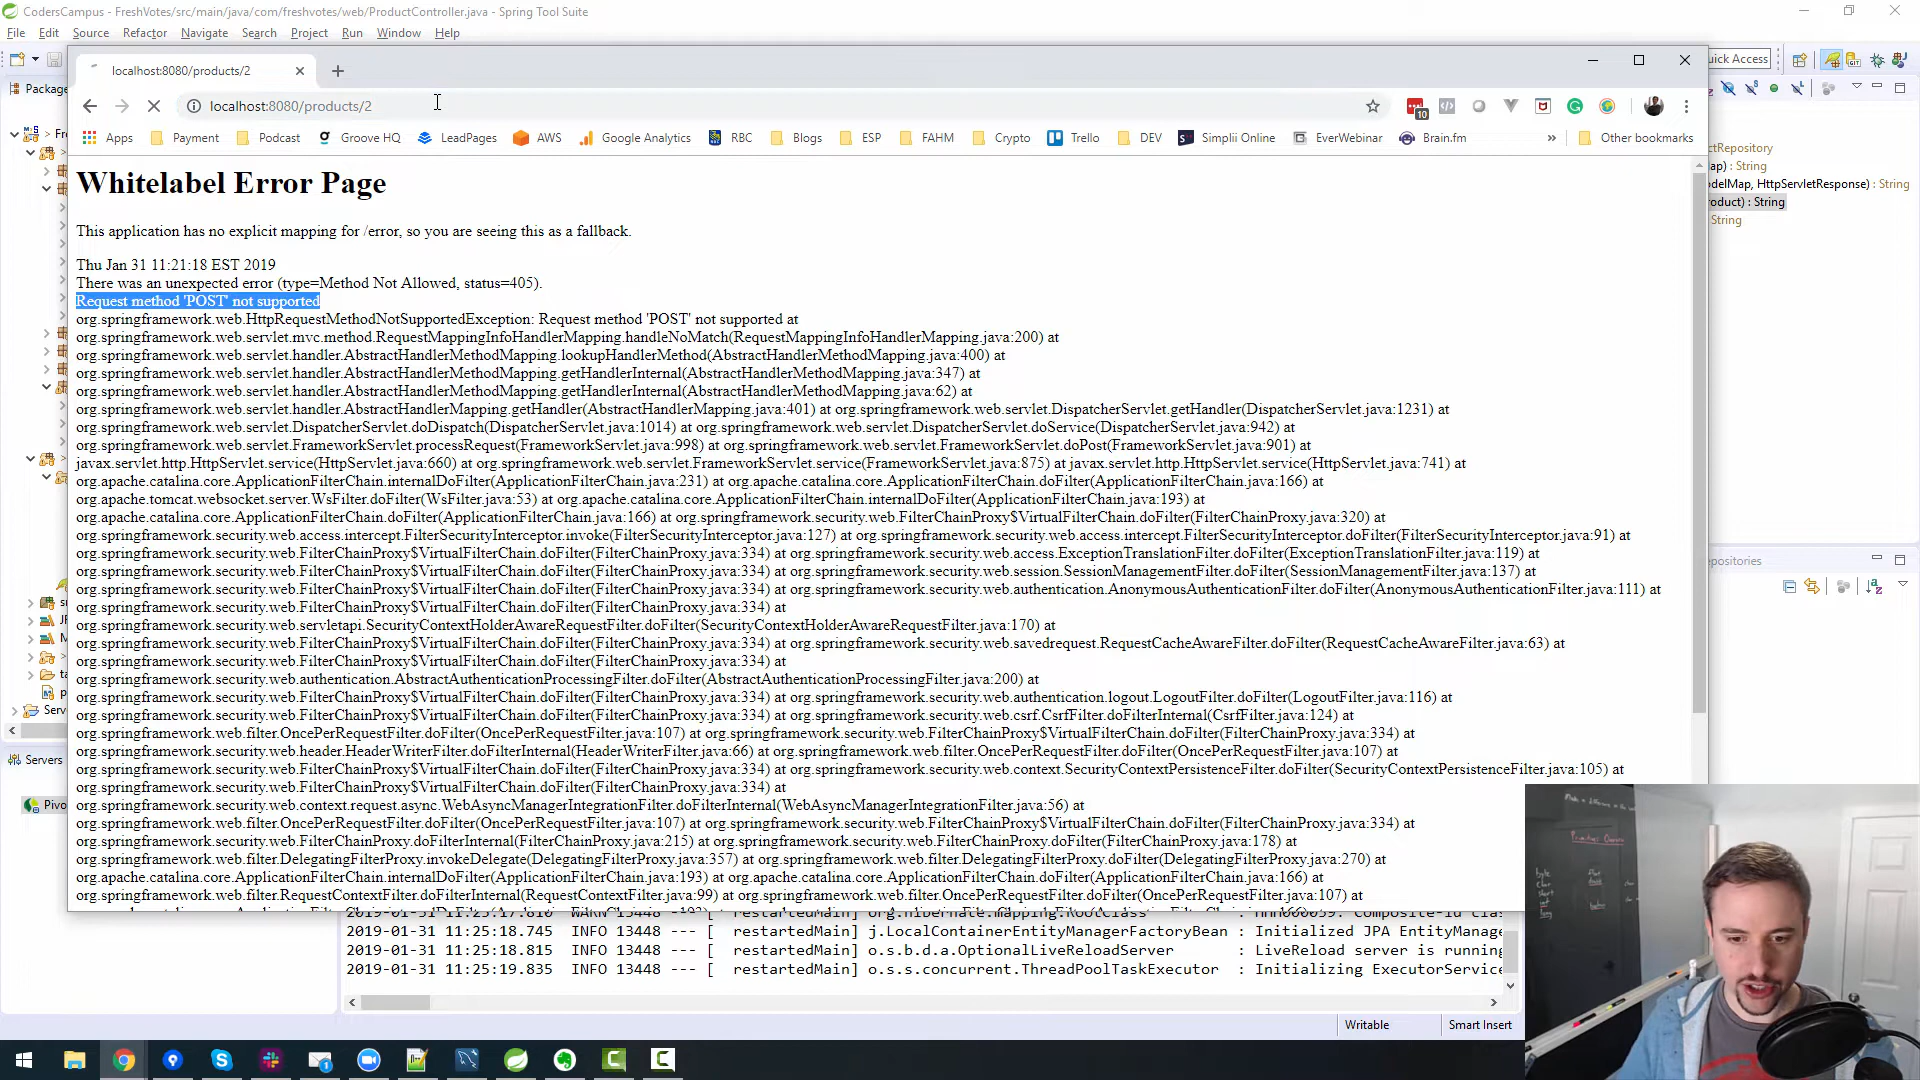 CodersCampus - FreshVotes/src/main/java/com/freshvotes/web/ProductController.java - Spring Tool Suite
File Edit Source Refactor Navigate Search Project Run Window Help
localhost:8080/products/2
uick Access
Package
localhost:8080/products/2
10
Apps Payment Podcast Groove HQ LeadPages AWS Google Analytics RBC Blogs ESP FAHM Crypto Trello DEV Simplii Online EverWebinar Brain.fm » Other bookmarks
ctRepository
ap) : String
odelMap, HttpServletResponse) : String
roduct) : String
String
Whitelabel Error Page
This application has no explicit mapping for /error, so you are seeing this as a fallback.
Thu Jan 31 11:21:18 EST 2019
There was an unexpected error (type=Method Not Allowed, status=405).
Request method 'POST' not supported
org.springframework.web.HttpRequestMethodNotSupportedException: Request method 'POST' not supported at
org.springframework.web.servlet.mvc.method.RequestMappingInfoHandlerMapping.handleNoMatch(RequestMappingInfoHandlerMapping.java:200) at
org.springframework.web.servlet.handler.AbstractHandlerMethodMapping.lookupHandlerMethod(AbstractHandlerMethodMapping.java:400) at
org.springframework.web.servlet.handler.AbstractHandlerMethodMapping.getHandlerInternal(AbstractHandlerMethodMapping.java:347) at
org.springframework.web.servlet.handler.AbstractHandlerMethodMapping.getHandlerInternal(AbstractHandlerMethodMapping.java:62) at
org.springframework.web.servlet.handler.AbstractHandlerMapping.getHandler(AbstractHandlerMapping.java:401) at org.springframework.web.servlet.DispatcherServlet.getHandler(DispatcherServlet.java:1231) at
org.springframework.web.servlet.DispatcherServlet.doDispatch(DispatcherServlet.java:1014) at org.springframework.web.servlet.DispatcherServlet.doService(DispatcherServlet.java:942) at
org.springframework.web.servlet.FrameworkServlet.processRequest(FrameworkServlet.java:998) at org.springframework.web.servlet.FrameworkServlet.doPost(FrameworkServlet.java:901) at
javax.servlet.http.HttpServlet.service(HttpServlet.java:660) at org.springframework.web.servlet.FrameworkServlet.service(FrameworkServlet.java:875) at javax.servlet.http.HttpServlet.service(HttpServlet.java:741) at
org.apache.catalina.core.ApplicationFilterChain.internalDoFilter(ApplicationFilterChain.java:231) at org.apache.catalina.core.ApplicationFilterChain.doFilter(ApplicationFilterChain.java:166) at
org.apache.tomcat.websocket.server.WsFilter.doFilter(WsFilter.java:53) at org.apache.catalina.core.ApplicationFilterChain.internalDoFilter(ApplicationFilterChain.java:193) at
org.apache.catalina.core.ApplicationFilterChain.doFilter(ApplicationFilterChain.java:166) at org.springframework.security.web.FilterChainProxy$VirtualFilterChain.doFilter(FilterChainProxy.java:320) at
org.springframework.security.web.access.intercept.FilterSecurityInterceptor.invoke(FilterSecurityInterceptor.java:127) at org.springframework.security.web.access.intercept.FilterSecurityInterceptor.doFilter(FilterSecurityInterceptor.java:91) at
org.springframework.security.web.FilterChainProxy$VirtualFilterChain.doFilter(FilterChainProxy.java:334) at org.springframework.security.web.access.ExceptionTranslationFilter.doFilter(ExceptionTranslationFilter.java:119) at
org.springframework.security.web.FilterChainProxy$VirtualFilterChain.doFilter(FilterChainProxy.java:334) at org.springframework.security.web.session.SessionManagementFilter.doFilter(SessionManagementFilter.java:137) at
org.springframework.security.web.FilterChainProxy$VirtualFilterChain.doFilter(FilterChainProxy.java:334) at org.springframework.security.web.authentication.AnonymousAuthenticationFilter.doFilter(AnonymousAuthenticationFilter.java:111) at
org.springframework.security.web.FilterChainProxy$VirtualFilterChain.doFilter(FilterChainProxy.java:334) at
org.springframework.security.web.servletapi.SecurityContextHolderAwareRequestFilter.doFilter(SecurityContextHolderAwareRequestFilter.java:170) at
org.springframework.security.web.FilterChainProxy$VirtualFilterChain.doFilter(FilterChainProxy.java:334) at org.springframework.security.web.savedrequest.RequestCacheAwareFilter.doFilter(RequestCacheAwareFilter.java:63) at
org.springframework.security.web.FilterChainProxy$VirtualFilterChain.doFilter(FilterChainProxy.java:334) at
org.springframework.security.web.authentication.AbstractAuthenticationProcessingFilter.doFilter(AbstractAuthenticationProcessingFilter.java:200) at
org.springframework.security.web.FilterChainProxy$VirtualFilterChain.doFilter(FilterChainProxy.java:334) at org.springframework.security.web.authentication.logout.LogoutFilter.doFilter(LogoutFilter.java:116) at
org.springframework.security.web.FilterChainProxy$VirtualFilterChain.doFilter(FilterChainProxy.java:334) at org.springframework.security.web.csrf.CsrfFilter.doFilterInternal(CsrfFilter.java:124) at
org.springframework.web.filter.OncePerRequestFilter.doFilter(OncePerRequestFilter.java:107) at org.springframework.security.web.FilterChainProxy$VirtualFilterChain.doFilter(FilterChainProxy.java:334) at
org.springframework.security.web.header.HeaderWriterFilter.doFilterInternal(HeaderWriterFilter.java:66) at org.springframework.web.filter.OncePerRequestFilter.doFilter(OncePerRequestFilter.java:107) at
org.springframework.security.web.FilterChainProxy$VirtualFilterChain.doFilter(FilterChainProxy.java:334) at org.springframework.security.web.context.SecurityContextPersistenceFilter.doFilter(SecurityContextPersistenceFilter.java:105) at
org.springframework.security.web.FilterChainProxy$VirtualFilterChain.doFilter(FilterChainProxy.java:334) at
org.springframework.security.web.context.request.async.WebAsyncManagerIntegrationFilter.doFilterInternal(WebAsyncManagerIntegrationFilter.java:56) at
org.springframework.web.filter.OncePerRequestFilter.doFilter(OncePerRequestFilter.java:107) at org.springframework.security.web.FilterChainProxy$VirtualFilterChain.doFilter(FilterChainProxy.java:334) at
org.springframework.security.web.FilterChainProxy.doFilterInternal(FilterChainProxy.java:215) at org.springframework.security.web.FilterChainProxy.doFilter(FilterChainProxy.java:178) at
org.springframework.web.filter.DelegatingFilterProxy.invokeDelegate(DelegatingFilterProxy.java:357) at org.springframework.web.filter.DelegatingFilterProxy.doFilter(DelegatingFilterProxy.java:270) at
org.apache.catalina.core.ApplicationFilterChain.internalDoFilter(ApplicationFilterChain.java:193) at org.apache.catalina.core.ApplicationFilterChain.doFilter(ApplicationFilterChain.java:166) at
org.springframework.web.filter.RequestContextFilter.doFilterInternal(RequestContextFilter.java:99) at org.springframework.web.filter.OncePerRequestFilter.doFilter(OncePerRequestFilter.java:107) at
epositories
Serv
Servers
Pivo
2019-01-31 11:25:18.745 INFO 13448 --- [ restartedMain] j.LocalContainerEntityManagerFactoryBean : Initialized JPA EntityManage
2019-01-31 11:25:18.815 INFO 13448 --- [ restartedMain] o.s.b.d.a.OptionalLiveReloadServer : LiveReload server is running
2019-01-31 11:25:19.835 INFO 13448 --- [ restartedMain] o.s.s.concurrent.ThreadPoolTaskExecutor : Initializing ExecutorService
Writable Smart Insert